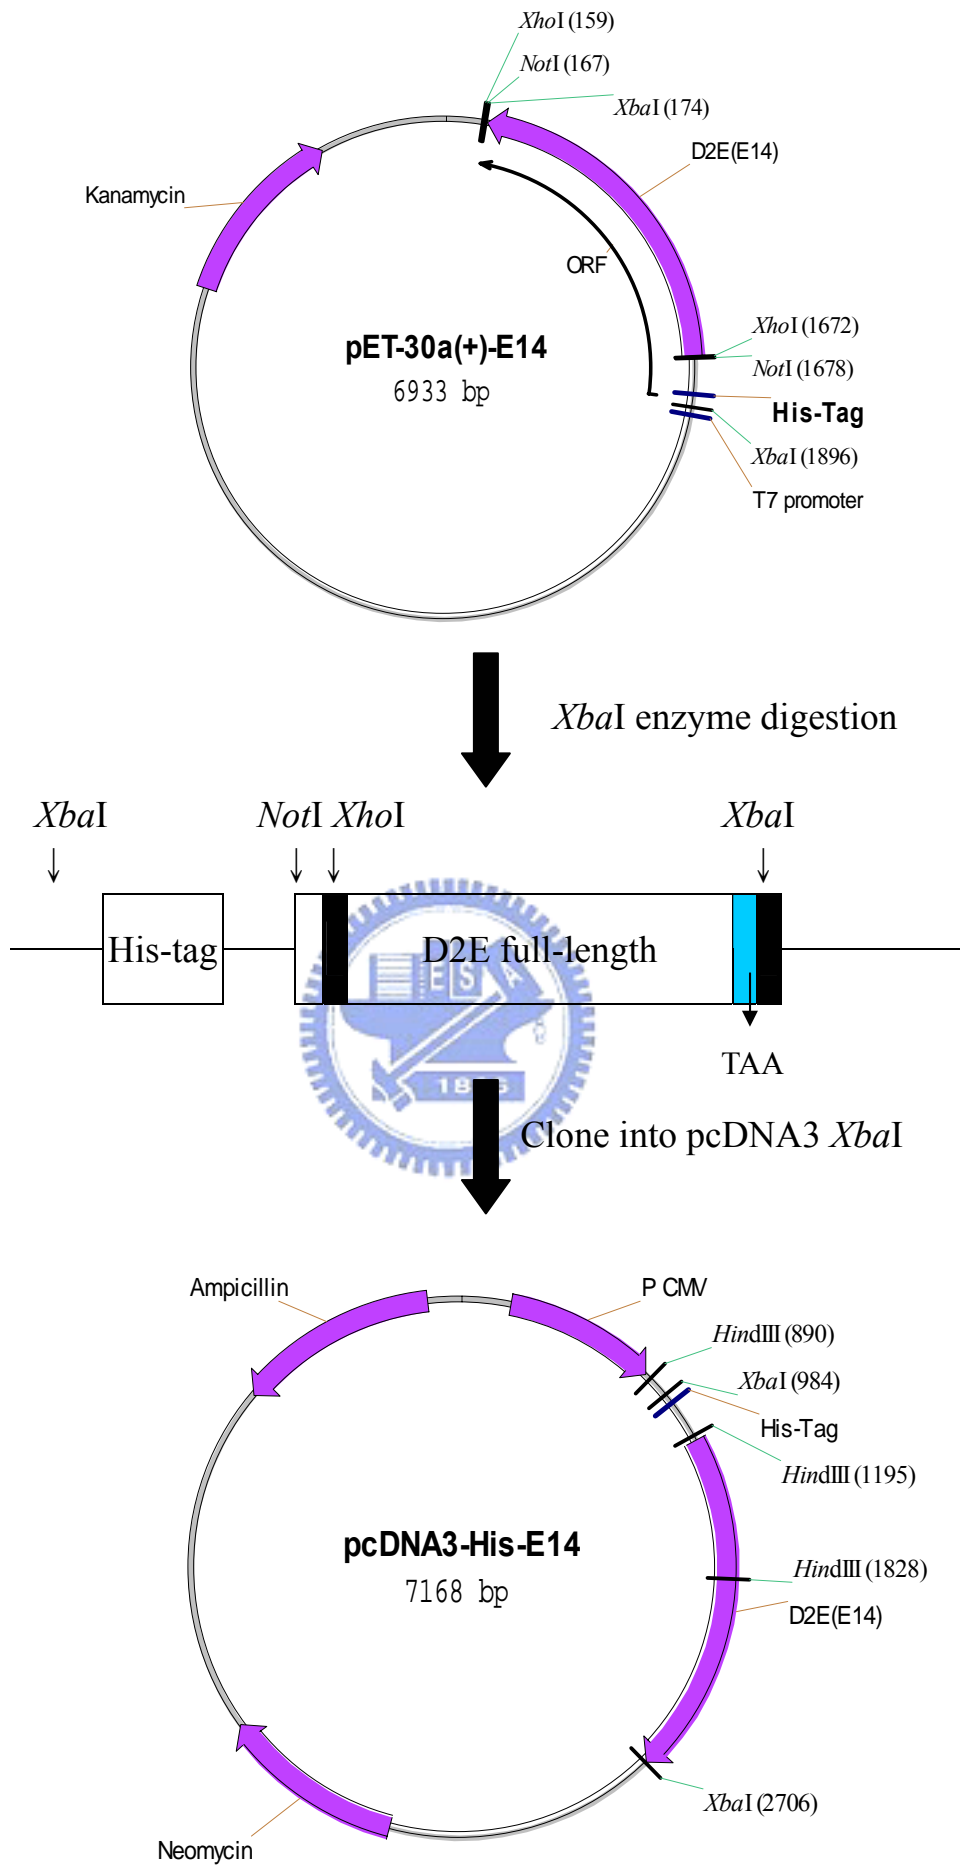 XhoI (159)
NotI (167)
XbaI (174)
D2E(E14)
Kanamycin
ORF
XhoI (1672)
pET-30a(+)-E14
NotI (1678)
6933 bp
His-Tag
XbaI (1896)
T7 promoter
XbaI enzyme digestion
XbaI NotI XhoI XbaI
His-tag D2E full-length
ES A
TAA
1896
Clone into pcDNA3 XbaI
Ampicillin
P CMV
HindIII (890)
XbaI (984)
His-Tag
HindIII (1195)
pcDNA3-His-E14
HindIII (1828)
7168 bp
D2E(E14)
XbaI (2706)
Neomycin